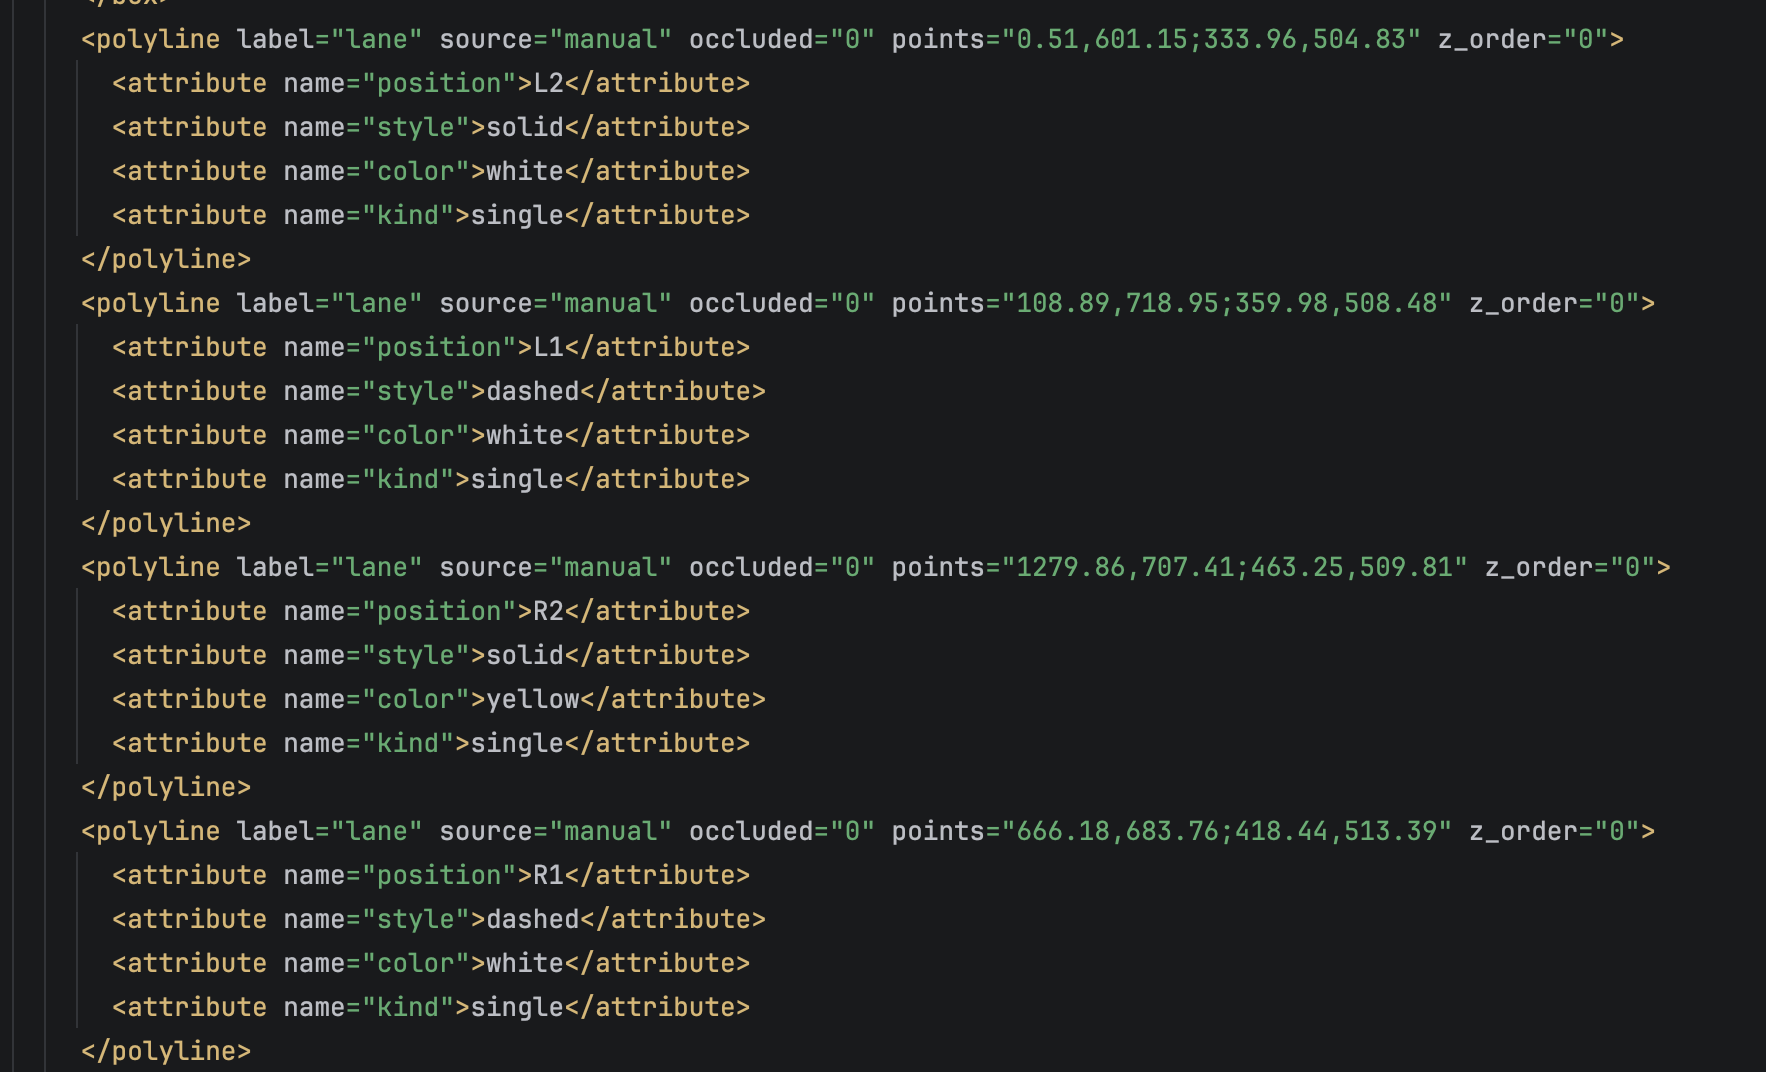 </box>
<polyline label="lane" source="manual" occluded="0" points="0.51,601.15;333.96,504.83" z_order="0">
<attribute name="position">L2</attribute>
<attribute name="style">solid</attribute>
<attribute name="color">white</attribute>
<attribute name="kind">single</attribute>
</polyline>
<polyline label="lane" source="manual" occluded="0" points="108.89,718.95;359.98,508.48" z_order="0">
<attribute name="position">L1</attribute>
<attribute name="style">dashed</attribute>
<attribute name="color">white</attribute>
<attribute name="kind">single</attribute>
</polyline>
<polyline label="lane" source="manual" occluded="0" points="1279.86,707.41;463.25,509.81" z_order="0">
<attribute name="position">R2</attribute>
<attribute name="style">solid</attribute>
<attribute name="color">yellow</attribute>
<attribute name="kind">single</attribute>
</polyline>
<polyline label="lane" source="manual" occluded="0" points="666.18,683.76;418.44,513.39" z_order="0">
<attribute name="position">R1</attribute>
<attribute name="style">dashed</attribute>
<attribute name="color">white</attribute>
<attribute name="kind">single</attribute>
</polyline>